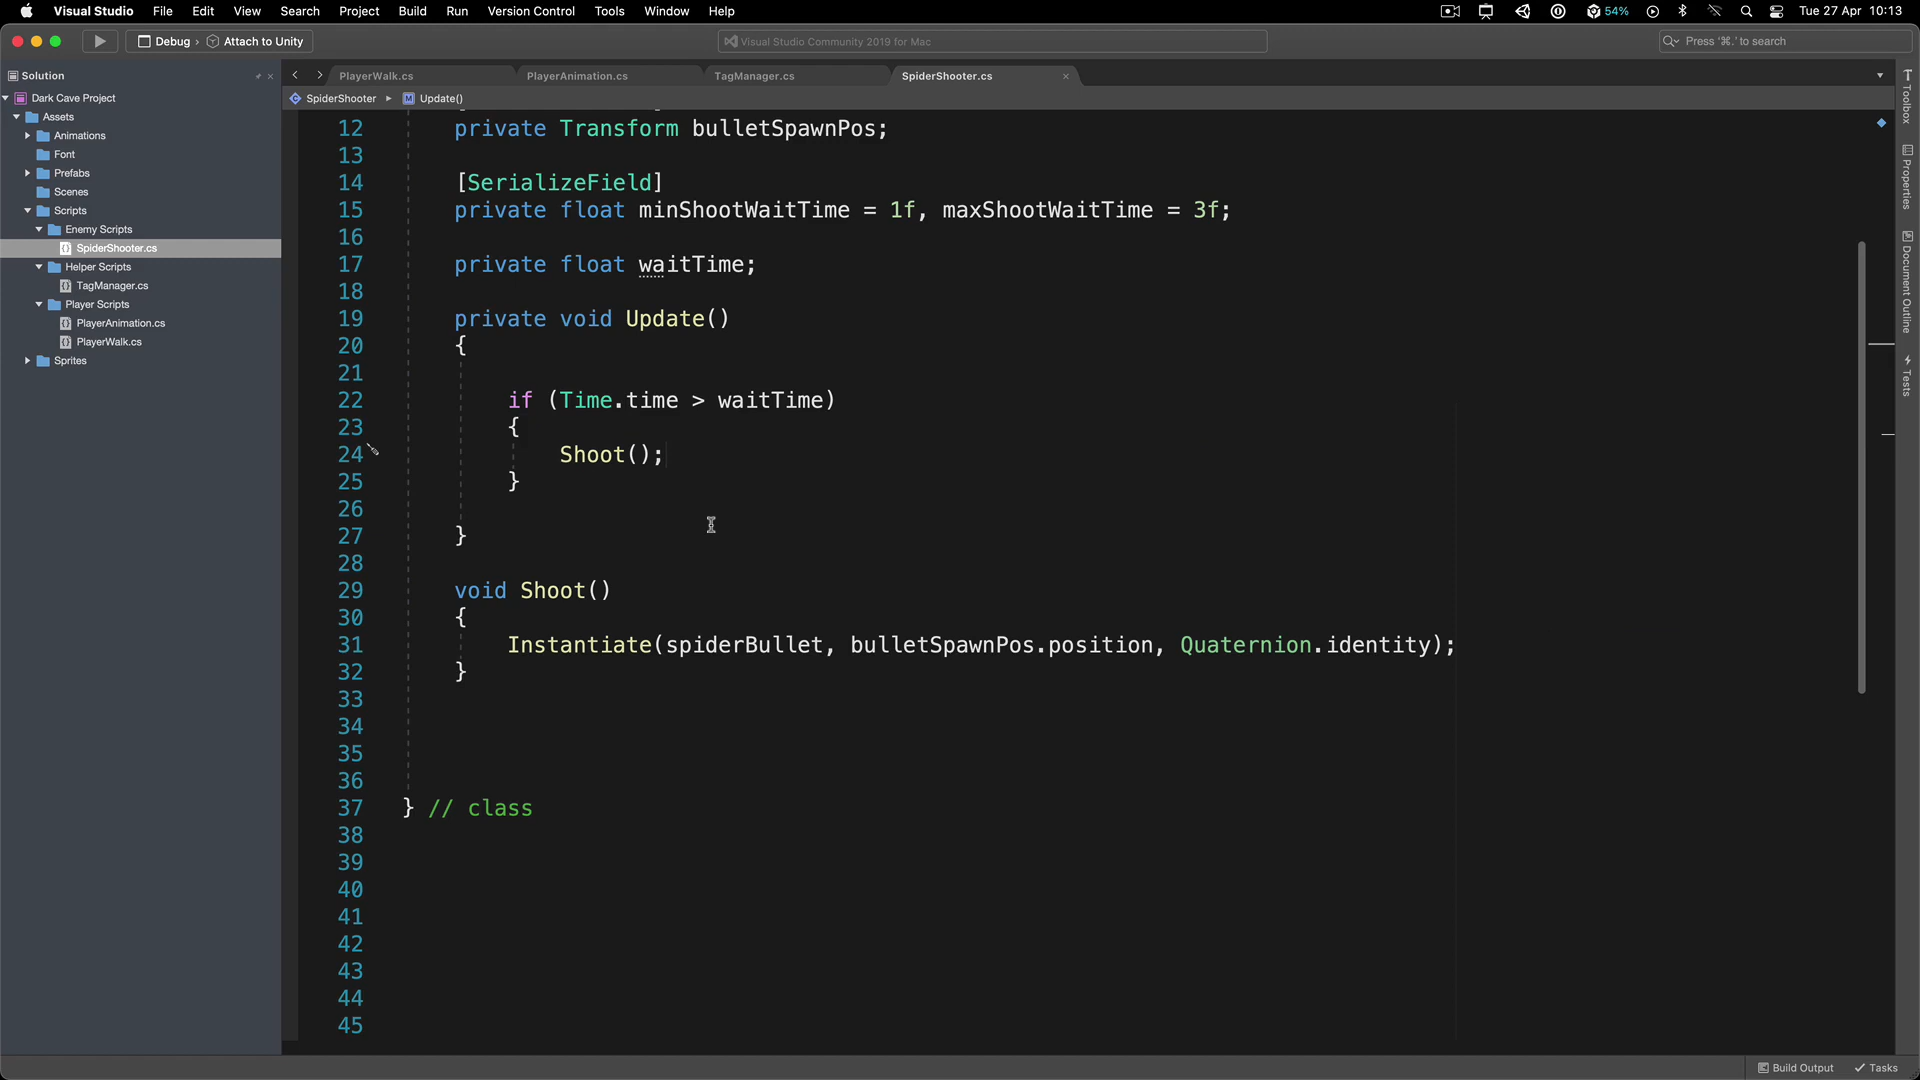 Visual Studio File Edit View Search Project Build Run Version Control Tools Window Help 54% Tue 27 Apr 10:13
Debug › Attach to Unity Visual Studio Community 2019 for Mac Press '⌘.' to search
Solution
Dark Cave Project
Assets
Animations
Font
Prefabs
Scenes
Scripts
Enemy Scripts
SpiderShooter.cs
Helper Scripts
TagManager.cs
Player Scripts
PlayerAnimation.cs
PlayerWalk.cs
Sprites
PlayerWalk.cs PlayerAnimation.cs TagManager.cs SpiderShooter.cs
SpiderShooter Update()
12 private Transform bulletSpawnPos;
13
14 [SerializeField]
15 private float minShootWaitTime = 1f, maxShootWaitTime = 3f;
16
17 private float waitTime;
18
19 private void Update()
20 {
21
22 if (Time.time > waitTime)
23 {
24 Shoot();
25 }
26
27 }
28
29 void Shoot()
30 {
31 Instantiate(spiderBullet, bulletSpawnPos.position, Quaternion.identity);
32 }
33
34
35
36
37 } // class
38
39
40
41
42
43
44
45
Toolbox
Properties
Document Outline
Tests
Build Output Tasks